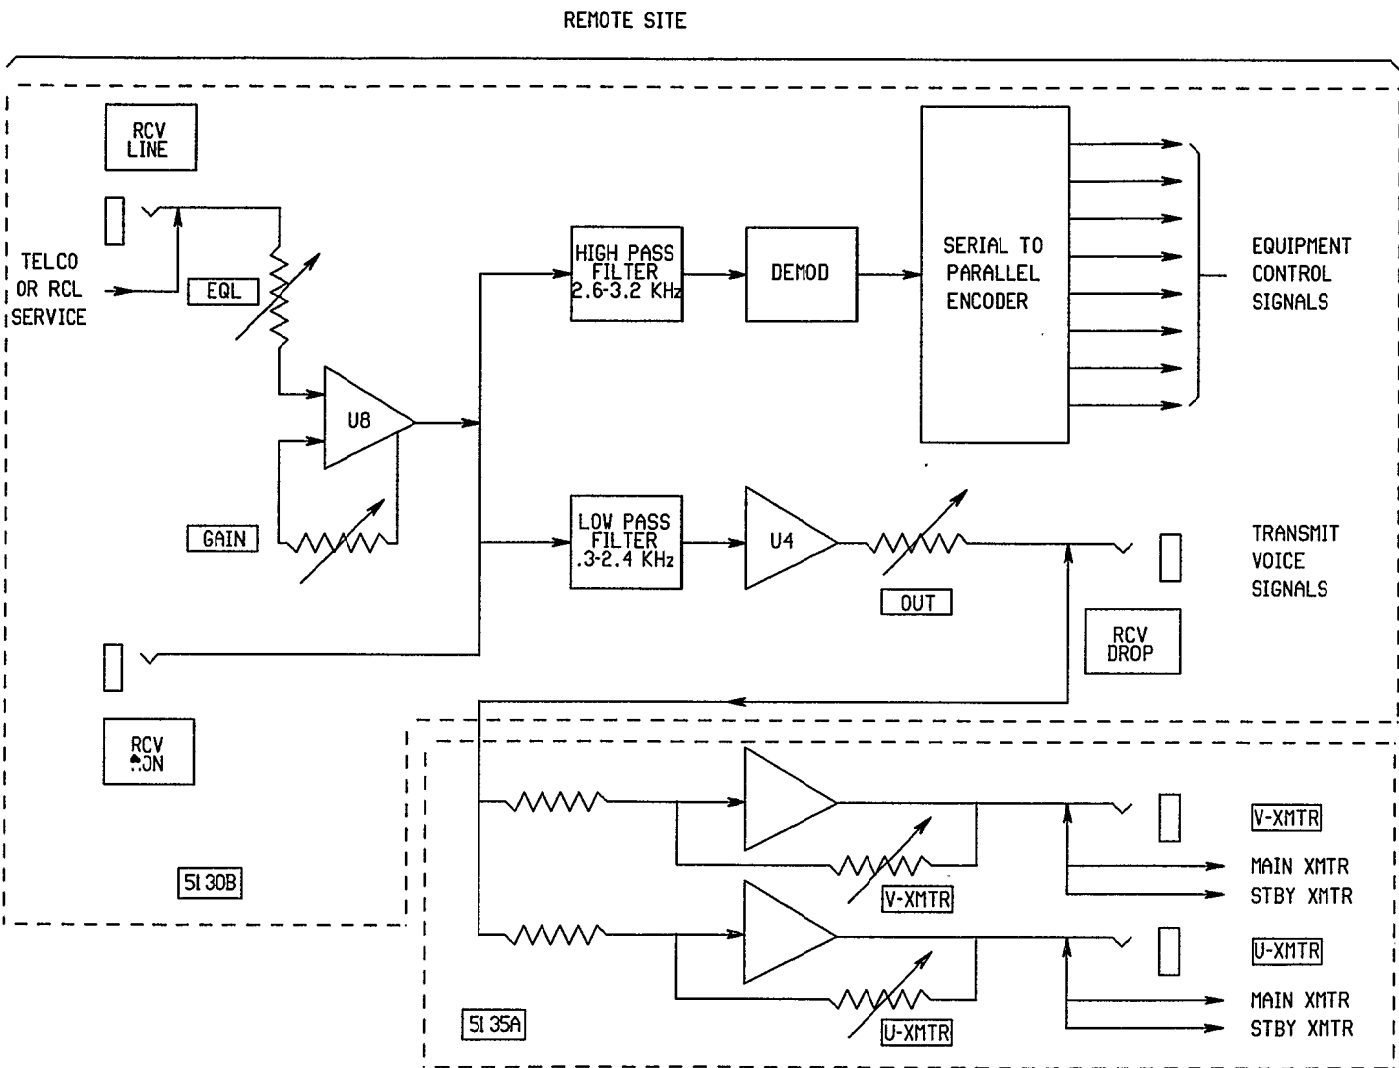 REMOTE SITE
RCV
LINE
TELCO
OR RCL
SERVICE
EQL
U8
GAIN
HIGH PASS
FILTER
2.6-3.2 KHz
DEMOD
SERIAL TO
PARALLEL
ENCODER
EQUIPMENT
CONTROL
SIGNALS
LOW PASS
FILTER
.3-2.4 KHz
U4
OUT
TRANSMIT
VOICE
SIGNALS
RCV
DROP
RCV
MON
5130B
V-XMTR
V-XMTR
MAIN XMTR
STBY XMTR
U-XMTR
U-XMTR
MAIN XMTR
STBY XMTR
5135A